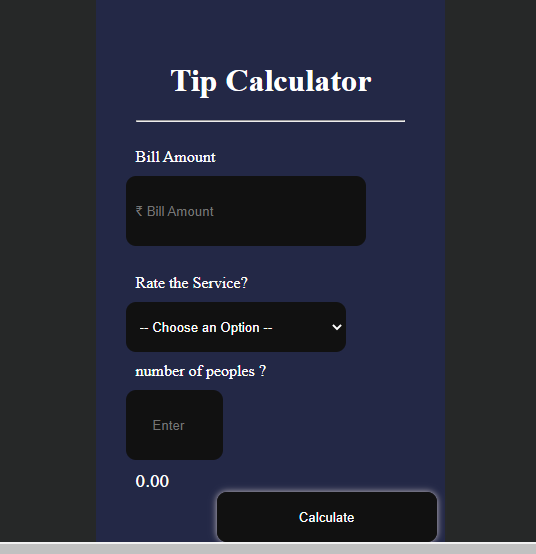 Tip Calculator
Bill Amount
₹ Bill Amount
Rate the Service?
-- Choose an Option --
number of peoples ?
Enter
0.00
Calculate